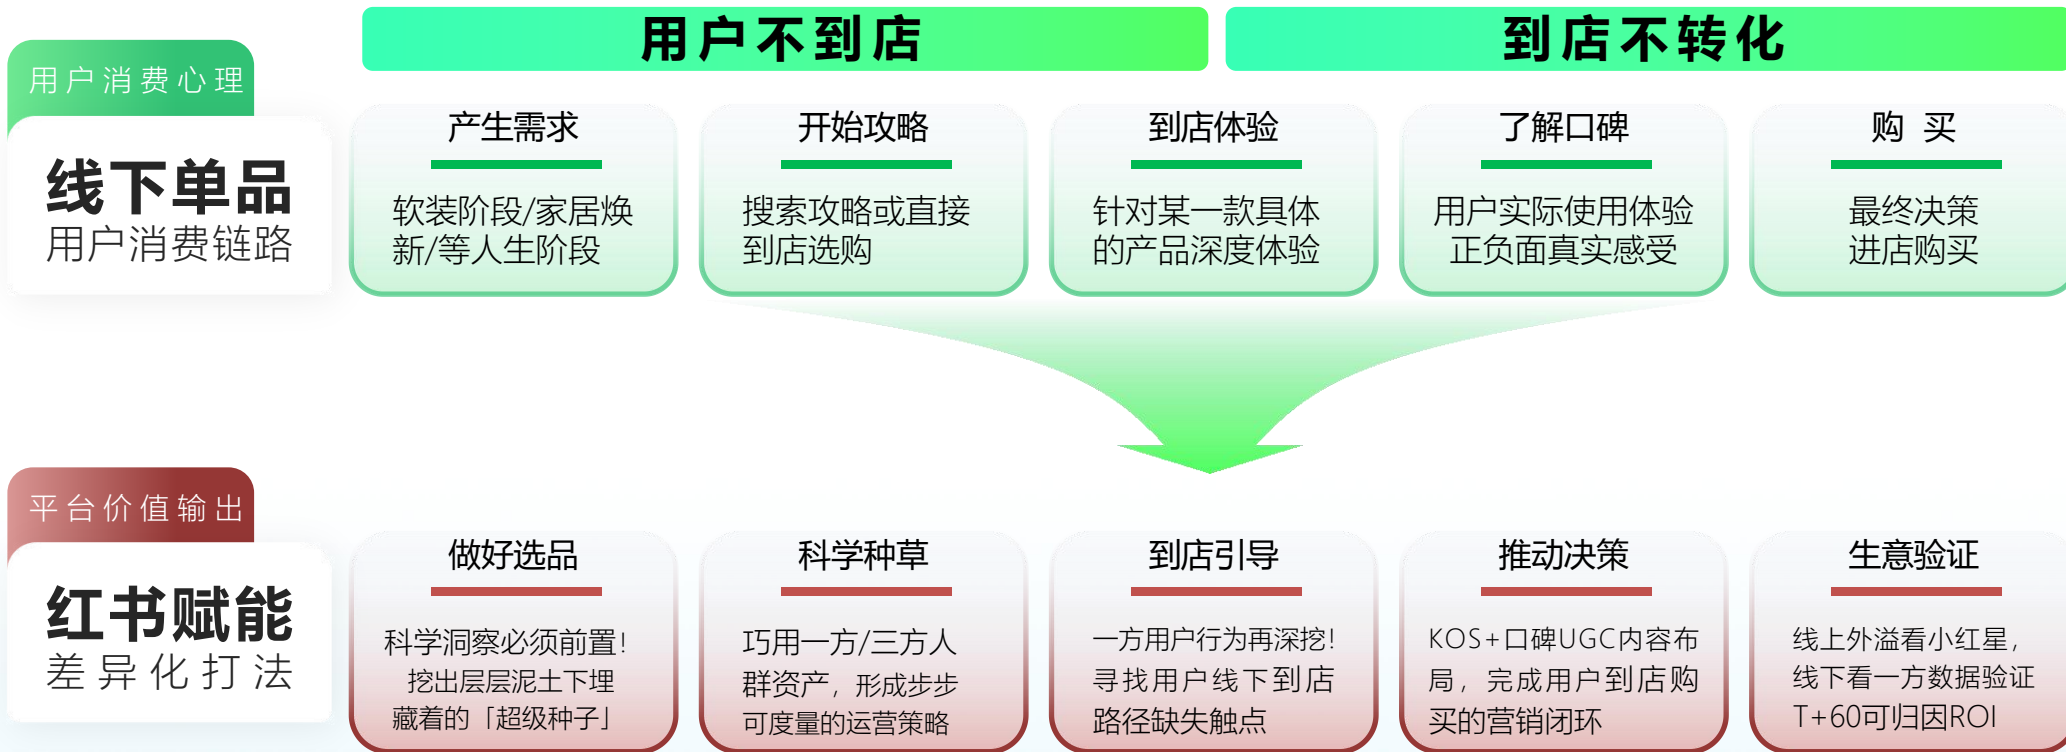 用户不到店
到店不转化
用户消费心理
线下单品
用户消费链路
产生需求
软装阶段/家居焕
新/等人生阶段
开始攻略
搜索攻略或直接
到店选购
到店体验
针对某一款具体
的产品深度体验
了解口碑
用户实际使用体验
正负面真实感受
购 买
最终决策
进店购买
平台价值输出
红书赋能
差异化打法
做好选品
科学洞察必须前置！
挖出层层泥土下埋
藏着的「超级种子」
科学种草
巧用一方/三方人
群资产，形成步步
可度量的运营策略
到店引导
一方用户行为再深挖！
寻找用户线下到店
路径缺失触点
推动决策
KOS+口碑UGC内容布
局，完成用户到店购
买的营销闭环
生意验证
线上外溢看小红星，
线下看一方数据验证
T+60可归因ROI